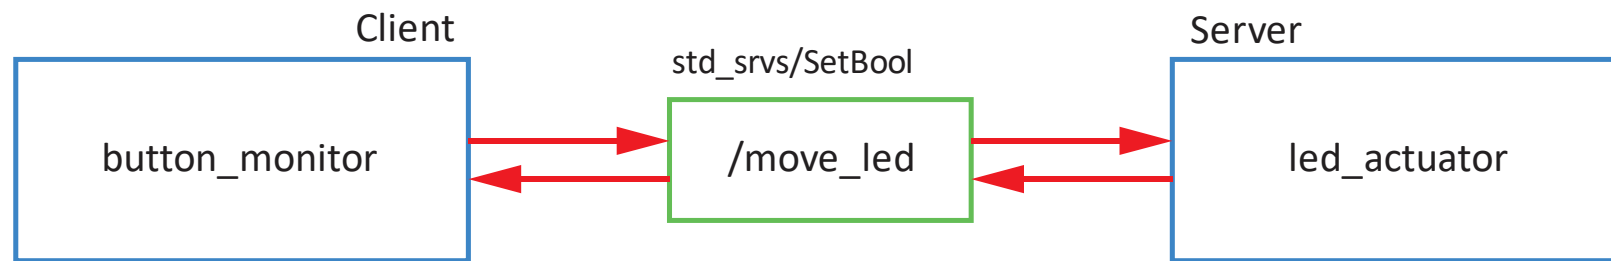 Client
Server
std_srvs/SetBool
button_monitor
/move_led
led_actuator